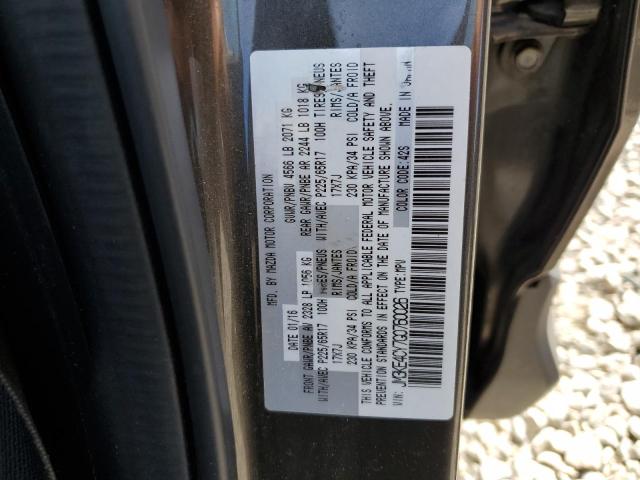 MFD. BY MAZDA MOTOR CORPORATION
DATE: 01/16 GVWR/PNBV 4566 LB 2071 KG
FRONT GAWR/PNBE AV 2328 LB 1056 KG REAR GAWR/PNBE AR 2244 LB 1018 KG
WITH/AVEC P225/65R17 100H TIRES/PNEUS WITH/AVEC P225/65R17 100H TIRES/PNEUS
17X7J RIMS/JANTES 17X7J RIMS/JANTES
230 KPA/34 PSI COLD/A FROID 230 KPA/34 PSI COLD/A FROID
THIS VEHICLE CONFORMS TO ALL APPLICABLE FEDERAL MOTOR VEHICLE SAFETY AND THEFT
PREVENTION STANDARDS IN EFFECT ON THE DATE OF MANUFACTURE SHOWN ABOVE.
VIN: JM3KE4CY7G0760026 TYPE: MPV COLOR CODE: 42S MADE IN JAPAN